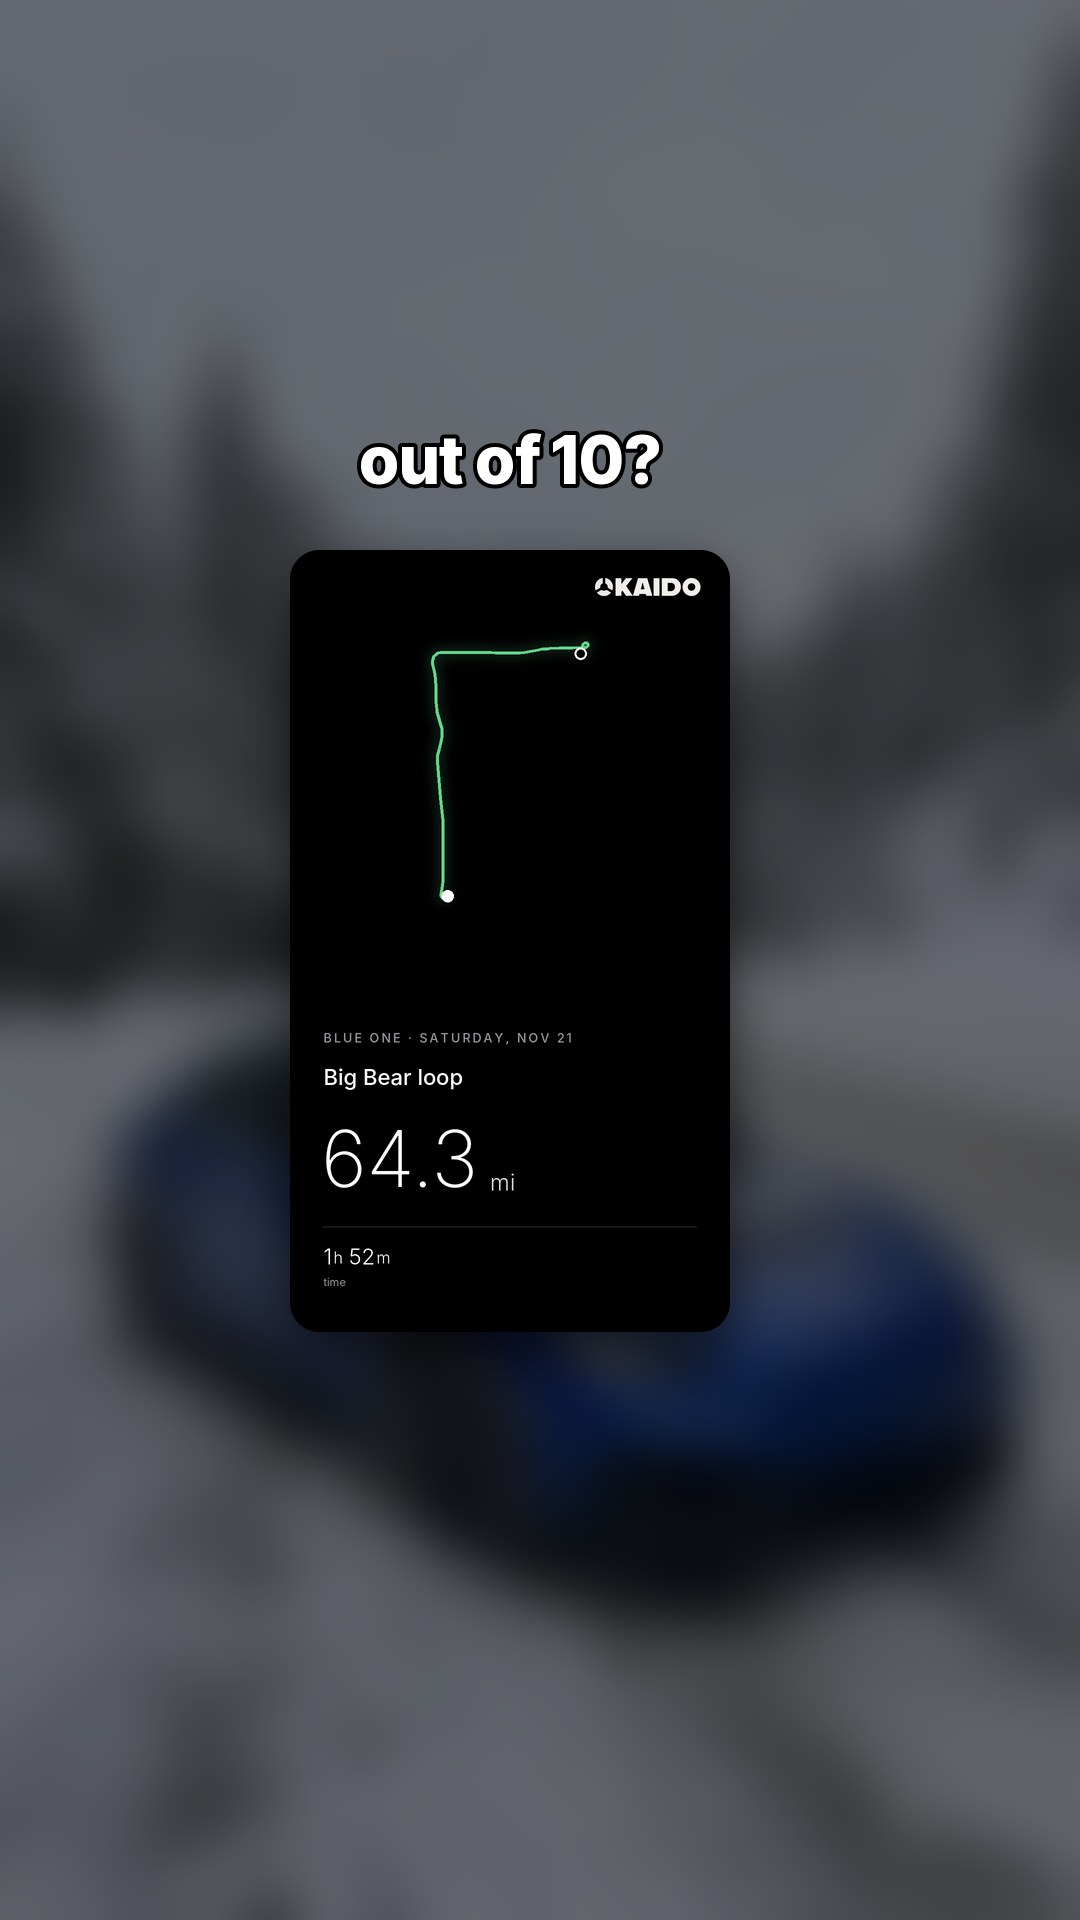 out of 10?
KAIDO
BLUE ONE · SATURDAY, NOV 21
Big Bear loop
64.3 mi
1h 52m
time